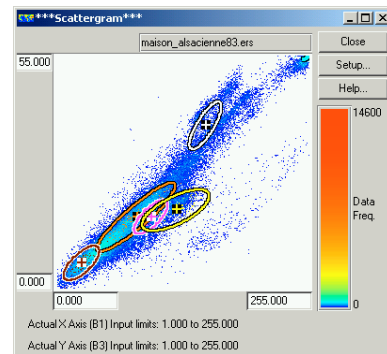 ***Scattergram***
maison_alsacienne83.ers
Close
Setup...
Help...
55.000
0.000
0.000
255.000
14600
Data
Freq.
0
Actual X Axis (B1) Input limits: 1.000 to 255.000
Actual Y Axis (B3) Input limits: 1.000 to 255.000